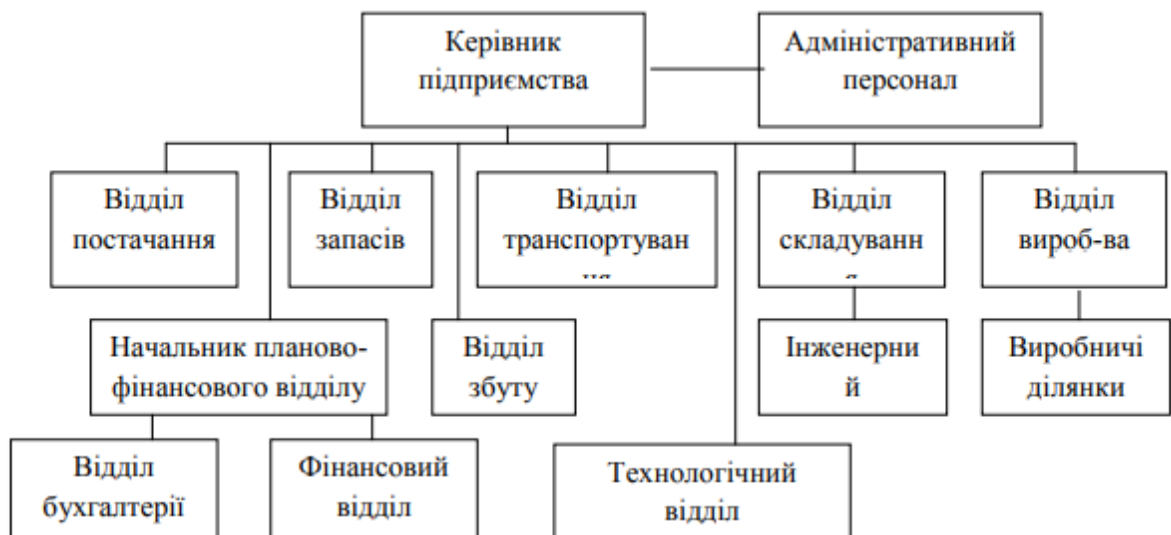 Керівник
підприємства
Адміністративний
персонал
Відділ
постачання
Відділ
запасів
Відділ
транспортуван
ня
Відділ
складуванн
я
Відділ
вироб-ва
Начальник планово-
фінансового відділу
Відділ
збуту
Інженерни
й
Виробничі
ділянки
Відділ
бухгалтерії
Фінансовий
відділ
Технологічний
відділ